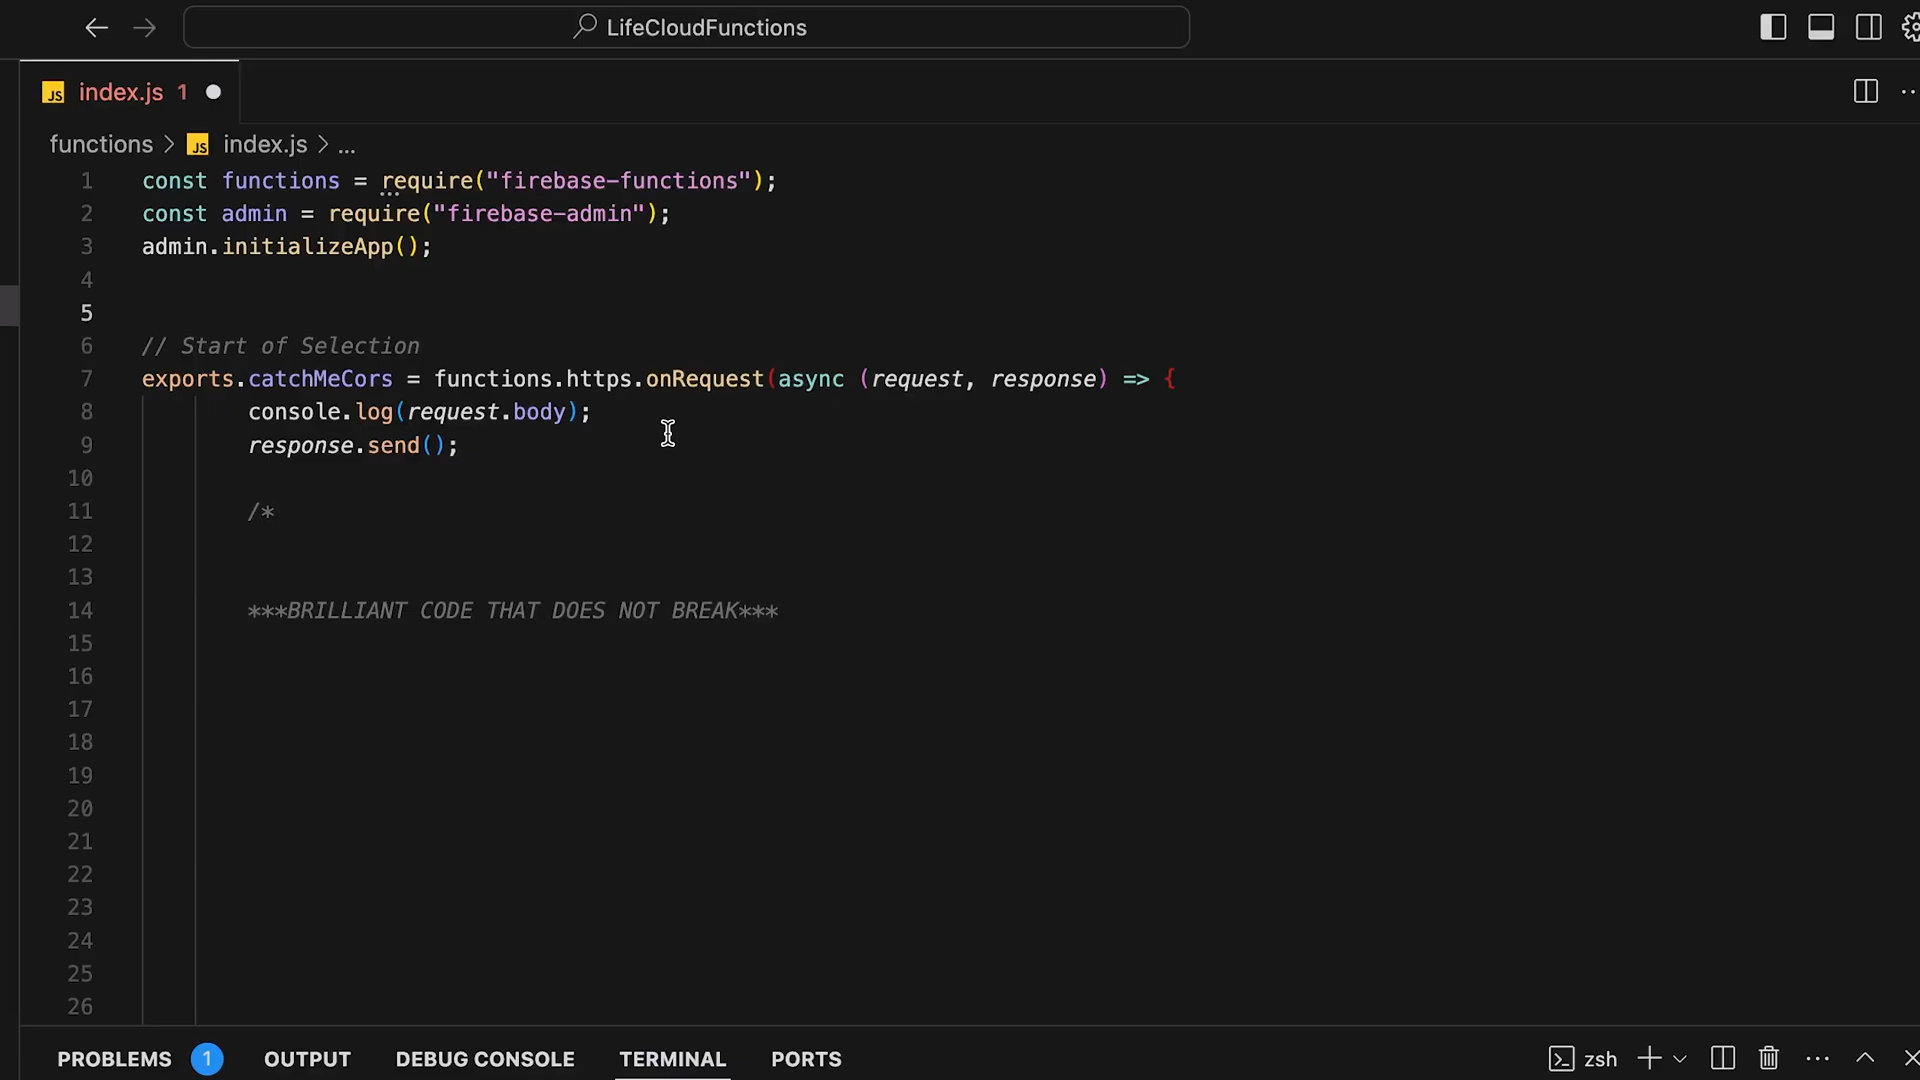 LifeCloudFunctions
JS index.js 1
functions > JS index.js > ...
1 const functions = require("firebase-functions");
2 const admin = require("firebase-admin");
3 admin.initializeApp();
4
5
6 // Start of Selection
7 exports.catchMeCors = functions.https.onRequest(async (request, response) => {
8 console.log(request.body);
9 response.send();
10
11 /*
12
13
14 ***BRILLIANT CODE THAT DOES NOT BREAK***
15
16
17
18
19
20
21
22
23
24
25
26
PROBLEMS 1 OUTPUT DEBUG CONSOLE TERMINAL PORTS zsh